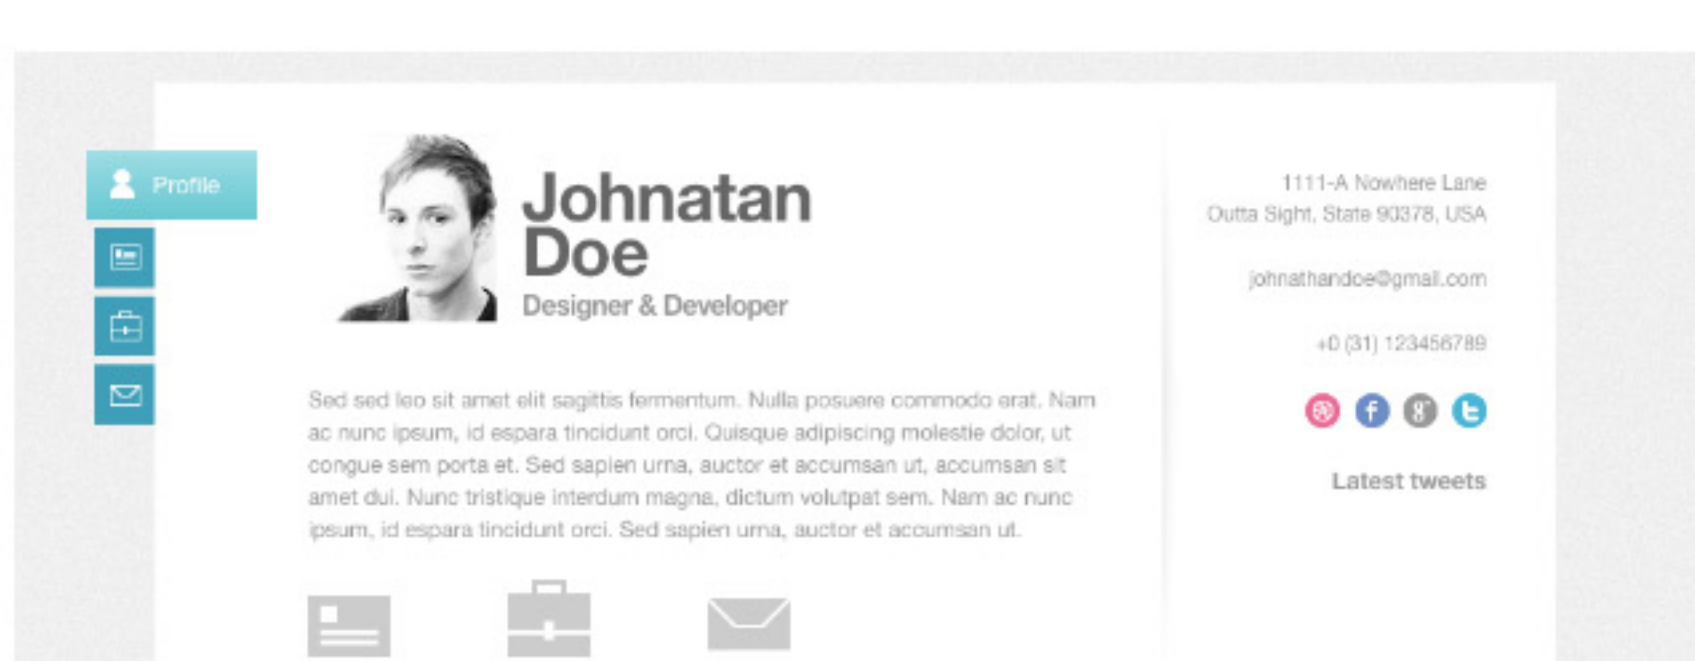 Profile
Johnatan
Doe
Designer & Developer
Sed sed leo sit amet elit sagittis fermentum. Nulla posuere commodo erat. Nam
ac nunc ipsum, id espara tincidunt orci. Quisque adipiscing molestie dolor, ut
congue sem porta et. Sed sapien urna, auctor et accumsan ut, accumsan sit
amet dui. Nunc tristique interdum magna, dictum volutpat sem. Nam ac nunc
ipsum, id espara tincidunt orci. Sed sapien urna, auctor et accumsan ut.
1111-A Nowhere Lane
Outta Sight, State 90378, USA
johnathandoe@gmail.com
+0 (31) 123456789
Latest tweets